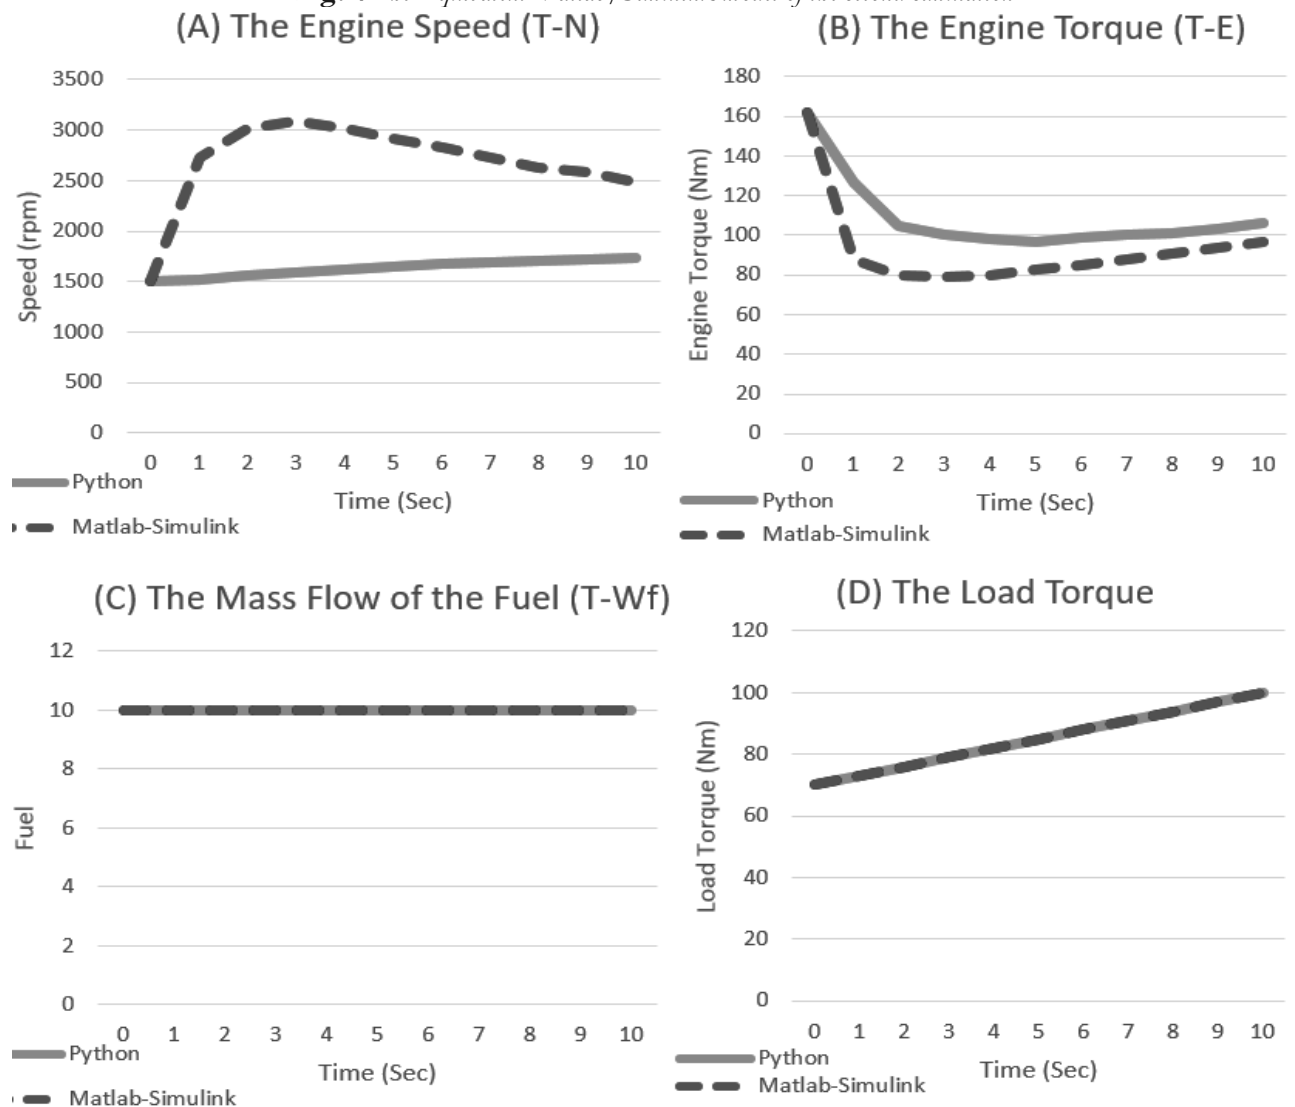 (A) The Engine Speed (T-N)
3500
3000
2500
2000
1500
1000
500
0
Speed (rpm)
0 1 2 3 4 5 6 7 8 9 10
Time (Sec)
Python
Matlab-Simulink
(B) The Engine Torque (T-E)
180
160
140
120
100
80
60
40
20
0
Engine Torque (Nm)
0 1 2 3 4 5 6 7 8 9 10
Time (Sec)
Python
Matlab-Simulink
(C) The Mass Flow of the Fuel (T-Wf)
12
10
8
6
4
2
0
Fuel
0 1 2 3 4 5 6 7 8 9 10
Time (Sec)
Python
Matlab-Simulink
(D) The Load Torque
120
100
80
60
40
20
0
Load Torque (Nm)
0 1 2 3 4 5 6 7 8 9 10
Time (Sec)
Python
Matlab-Simulink